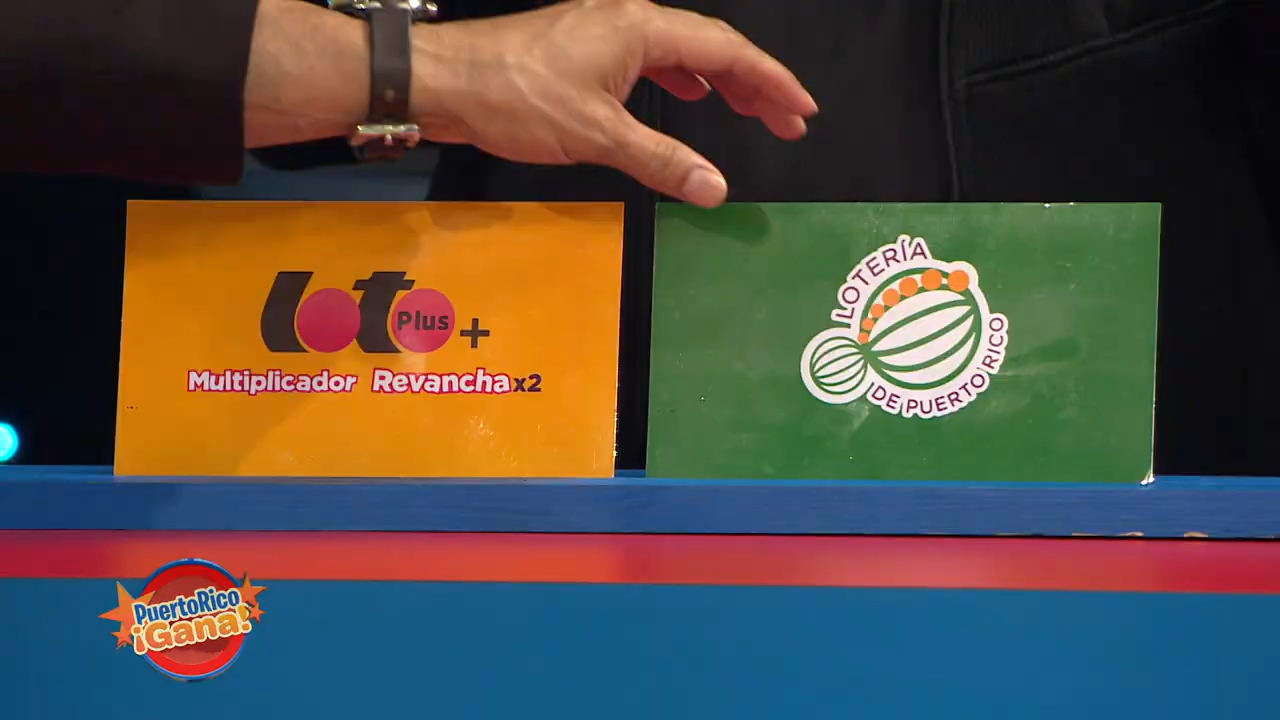 loto Plus +
Multiplicador Revancha x2
LOTERÍA
DE PUERTO RICO
PuertoRico
¡Gana!